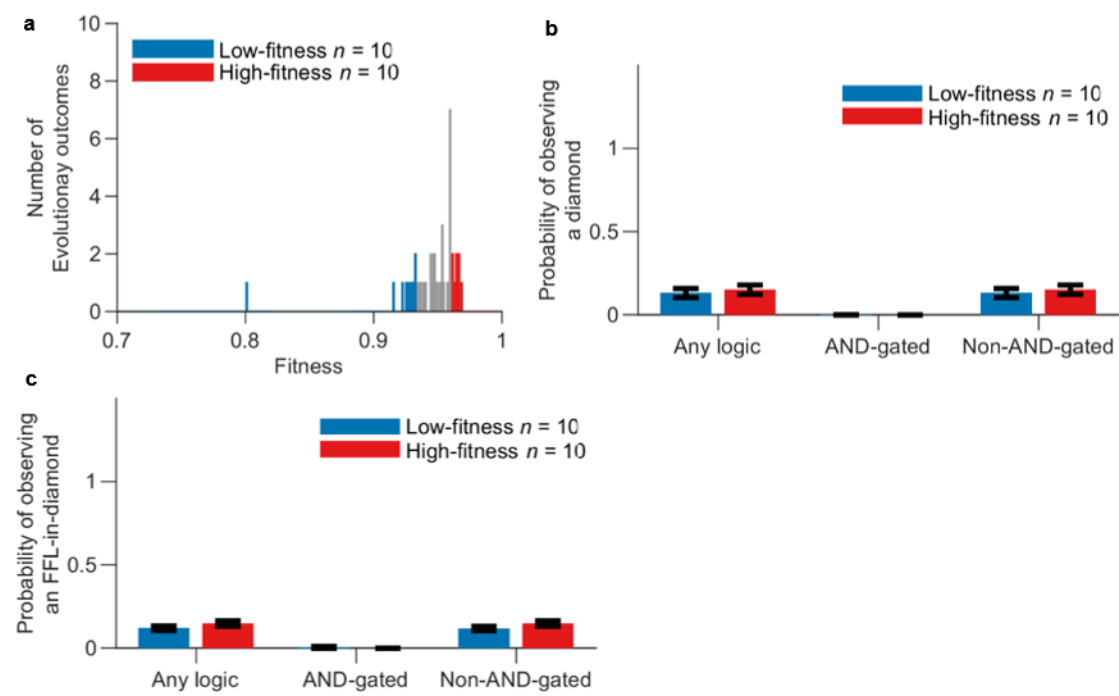 a
10
8
6
4
2
0
Number of
Evolutionay outcomes
Low-fitness n = 10
High-fitness n = 10
0.7
0.8
0.9
1
Fitness
b
Probability of observing
a diamond
1
0.5
0
Low-fitness n = 10
High-fitness n = 10
Any logic
AND-gated
Non-AND-gated
c
Probability of observing
an FFL-in-diamond
1
0.5
0
Low-fitness n = 10
High-fitness n = 10
Any logic
AND-gated
Non-AND-gated